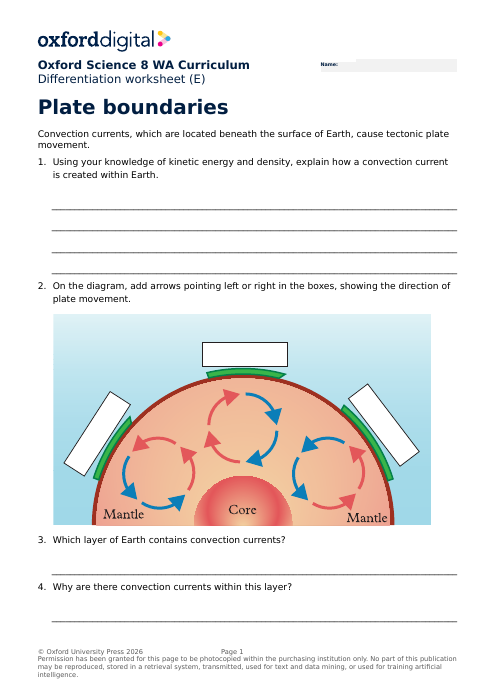 oxforddigital
Oxford Science 8 WA Curriculum
Name:
Differentiation worksheet (E)
Plate boundaries
Convection currents, which are located beneath the surface of Earth, cause tectonic plate
movement.
1. Using your knowledge of kinetic energy and density, explain how a convection current
is created within Earth.
2. On the diagram, add arrows pointing left or right in the boxes, showing the direction of
plate movement.
Mantle
Core
Mantle
3. Which layer of Earth contains convection currents?
4. Why are there convection currents within this layer?
© Oxford University Press 2026 Page 1
Permission has been granted for this page to be photocopied within the purchasing institution only. No part of this publication
may be reproduced, stored in a retrieval system, transmitted, used for text and data mining, or used for training artificial
intelligence.